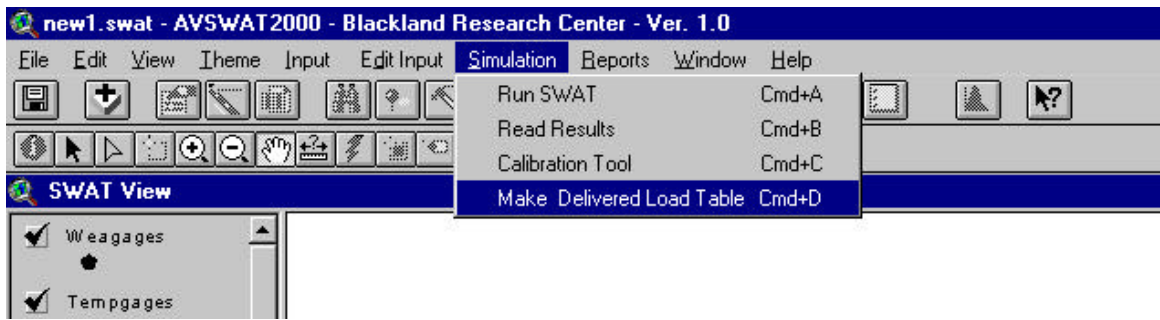 new1.swat - AVSWAT2000 - Blackland Research Center - Ver. 1.0
File Edit View Theme Input Edit Input Simulation Reports Window Help
Run SWAT Cmd+A
Read Results Cmd+B
Calibration Tool Cmd+C
Make Delivered Load Table Cmd+D
SWAT View
Weagages
Tempgages